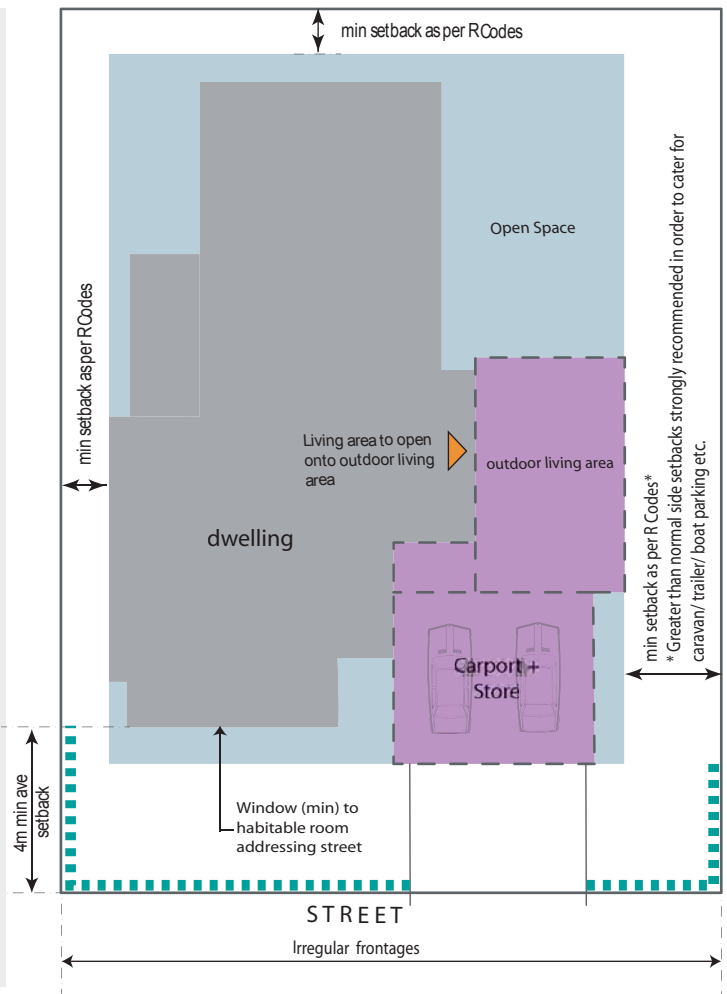 min setback as per RCodes
Open Space
min setback as per RCodes
min setback as per R Codes*
* Greater than normal side setbacks strongly recommended in order to cater for
caravan/ trailer/ boat parking etc.
Living area to open
onto outdoor living
area
outdoor living area
dwelling
Carport +
Store
4m min ave
setback
Window (min) to
habitable room
addressing street
STREET
Irregular frontages